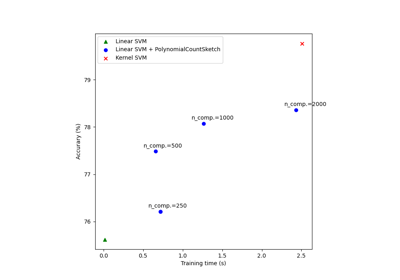 Linear SVM
Linear SVM + PolynomialCountSketch
Kernel SVM
79
78
77
76
Accurary (%)
n_comp.=2000
n_comp.=1000
n_comp.=500
n_comp.=250
0.0 0.5 1.0 1.5 2.0 2.5
Training time (s)